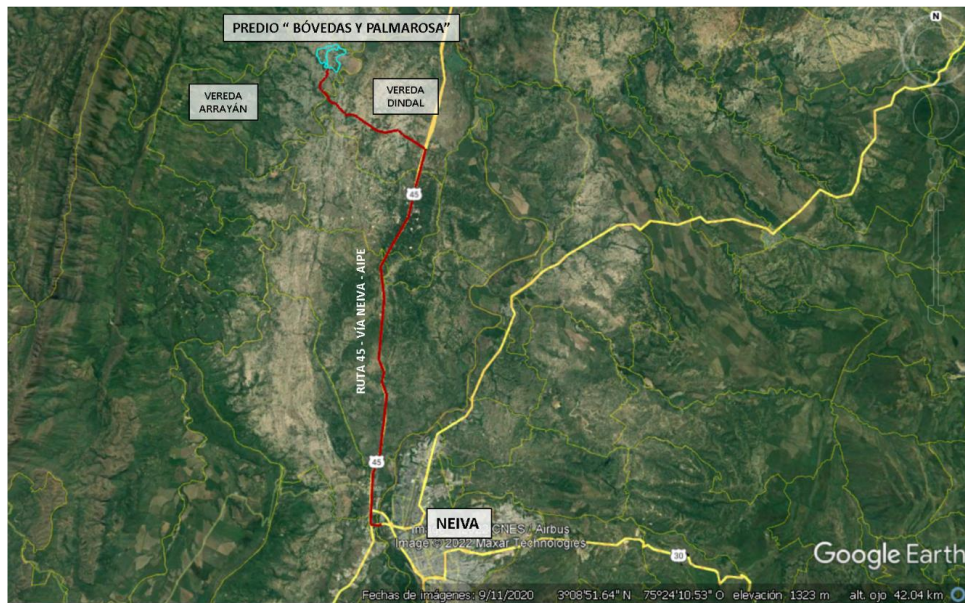 PREDIO “ BÓVEDAS Y PALMAROSA”
N
VEREDA
ARRAYÁN
VEREDA
DINDAL
45
RUTA 45 - VÍA NEIVA - AIPE
45
NEIVA
CNES / Airbus
Image © 2022 Maxar Technologies
30
Google Earth
Fechas de imágenes: 9/11/2020 3°08'51.64" N 75°24'10.53" O elevación 1323 m alt. ojo 42.04 km